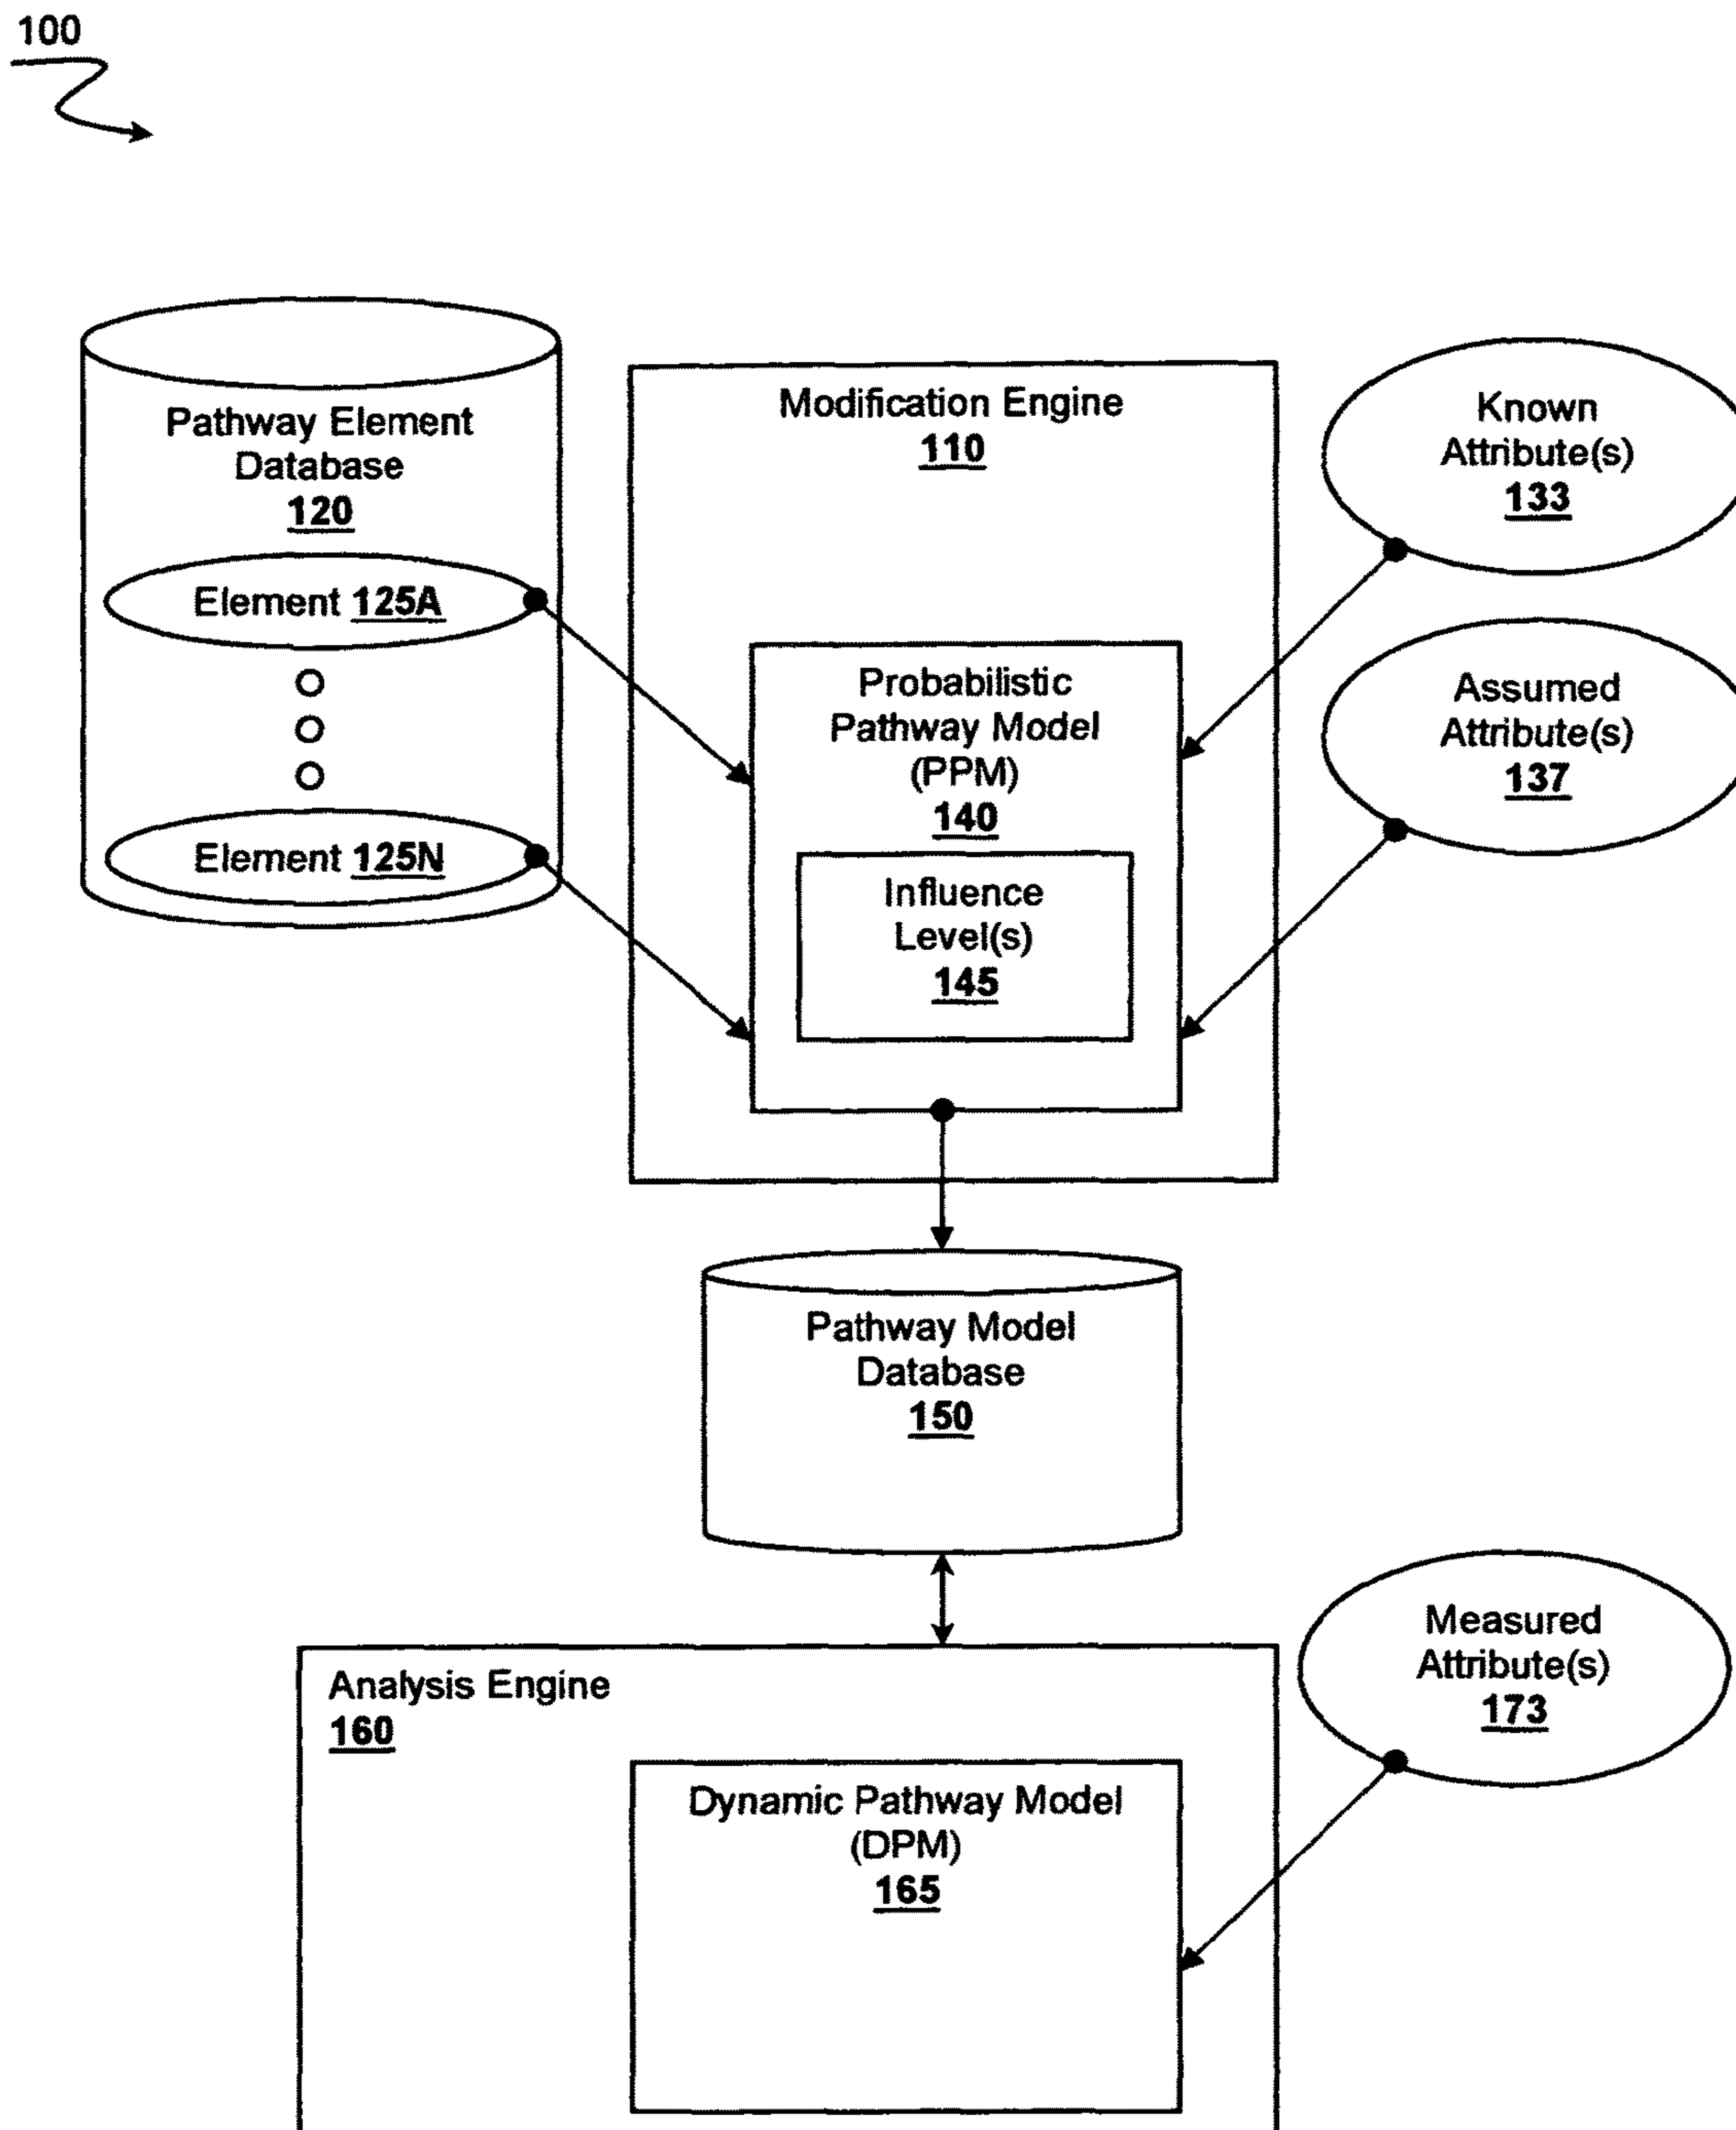 100
Pathway Element
Database
120
Element 125A
Element 125N
Modification Engine
110
Probabilistic
Pathway Model
(PPM)
140
Influence
Level(s)
145
Known
Attribute(s)
133
Assumed
Attribute(s)
137
Pathway Model
Database
150
Analysis Engine
160
Dynamic Pathway Model
(DPM)
165
Measured
Attribute(s)
173